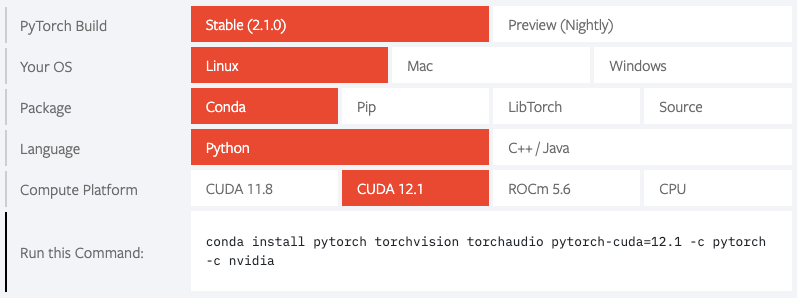 PyTorch Build Stable (2.1.0) Preview (Nightly)
Your OS Linux Mac Windows
Package Conda Pip LibTorch Source
Language Python C++ / Java
Compute Platform CUDA 11.8 CUDA 12.1 ROCm 5.6 CPU
Run this Command: conda install pytorch torchvision torchaudio pytorch-cuda=12.1 -c pytorch
-c nvidia